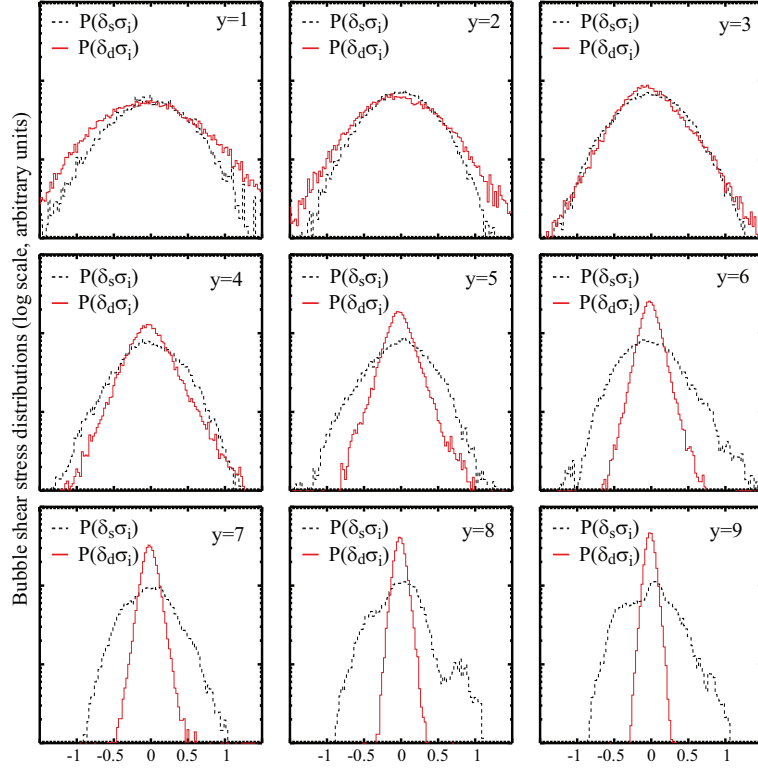 Bubble shear stress distributions (log scale, arbitrary units)
P(δsσi) y=1
P(δdσi)
P(δsσi) y=2
P(δdσi)
P(δsσi) y=3
P(δdσi)
P(δsσi) y=4
P(δdσi)
P(δsσi) y=5
P(δdσi)
P(δsσi) y=6
P(δdσi)
P(δsσi) y=7
P(δdσi)
P(δsσi) y=8
P(δdσi)
P(δsσi) y=9
P(δdσi)
-1 -0.5 0 0.5 1 -1 -0.5 0 0.5 1 -1 -0.5 0 0.5 1